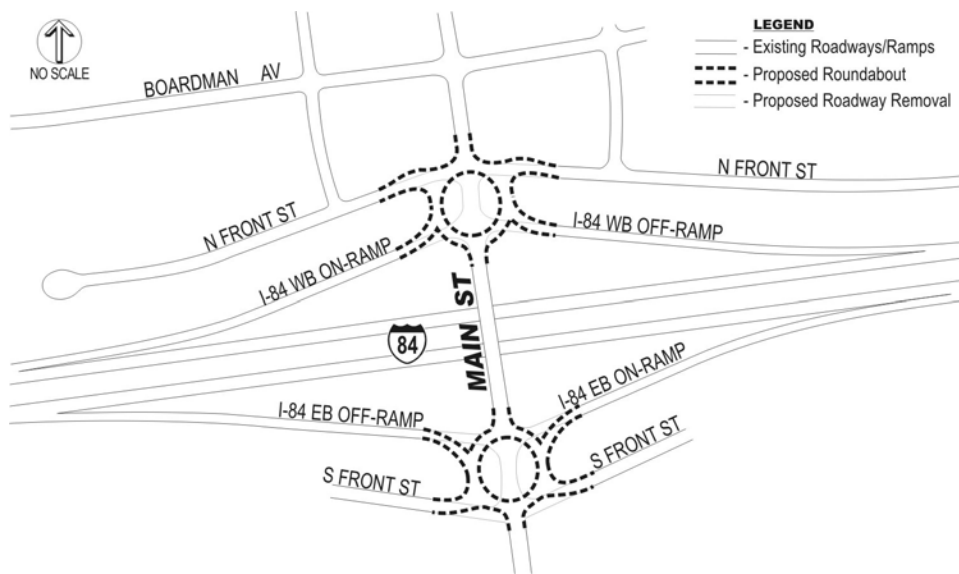 NO SCALE
LEGEND
- Existing Roadways/Ramps
- Proposed Roundabout
- Proposed Roadway Removal
BOARDMAN AV
N FRONT ST
N FRONT ST
I-84 WB OFF-RAMP
I-84 WB ON-RAMP
MAIN ST
84
I-84 EB ON-RAMP
I-84 EB OFF-RAMP
S FRONT ST
S FRONT ST